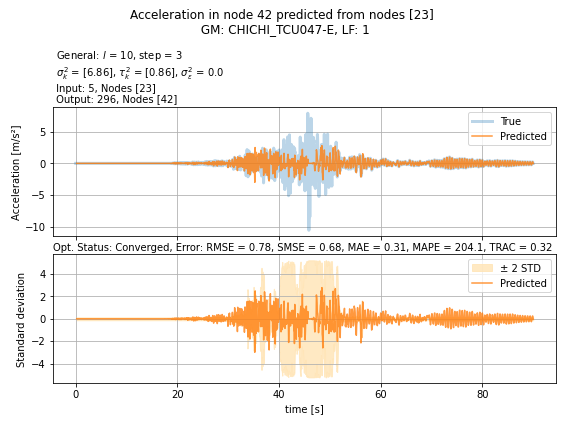 Acceleration in node 42 predicted from nodes [23]
GM: CHICHI_TCU047-E, LF: 1
General: l = 10, step = 3
σ²ₖ = [6.86], τ²ₖ = [0.86], σ²ε = 0.0
Input: 5, Nodes [23]
Output: 296, Nodes [42]
Acceleration [m/s²]
5
0
−5
−10
True
Predicted
Opt. Status: Converged, Error: RMSE = 0.78, SMSE = 0.68, MAE = 0.31, MAPE = 204.1, TRAC = 0.32
Standard deviation
4
2
0
−2
−4
± 2 STD
Predicted
0 20 40 60 80
time [s]